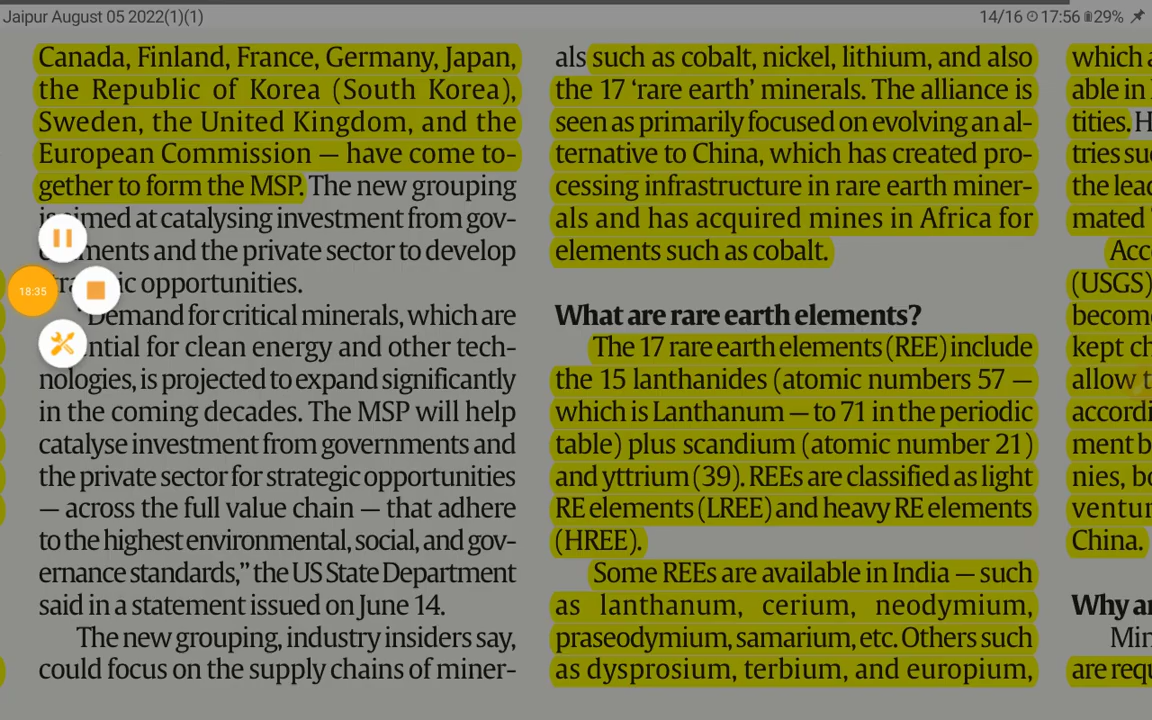 Jaipur August 05 2022(1)(1)
14/16 17:56 29%
Canada, Finland, France, Germany, Japan,
the Republic of Korea (South Korea),
Sweden, the United Kingdom, and the
European Commission — have come to-
gether to form the MSP. The new grouping
aimed at catalysing investment from gov-
and the private sector to develop
opportunities.
18:35
“Demand for critical minerals, which are
for clean energy and other tech-
nologies, is projected to expand significantly
in the coming decades. The MSP will help
catalyse investment from governments and
the private sector for strategic opportunities
— across the full value chain — that adhere
to the highest environmental, social, and gov-
ernance standards,” the US State Department
said in a statement issued on June 14.
The new grouping, industry insiders say,
could focus on the supply chains of miner-
als such as cobalt, nickel, lithium, and also
the 17 ‘rare earth’ minerals. The alliance is
seen as primarily focused on evolving an al-
ternative to China, which has created pro-
cessing infrastructure in rare earth miner-
als and has acquired mines in Africa for
elements such as cobalt.
What are rare earth elements?
The 17 rare earth elements (REE) include
the 15 lanthanides (atomic numbers 57 —
which is Lanthanum — to 71 in the periodic
table) plus scandium (atomic number 21)
and yttrium (39). REEs are classified as light
RE elements (LREE) and heavy RE elements
(HREE).
Some REEs are available in India — such
as lanthanum, cerium, neodymium,
praseodymium, samarium, etc. Others such
as dysprosium, terbium, and europium,
which
able in
tities.
tries
the
mated
(USGS)
kept
allow
ment
nies,
China.
Why
are